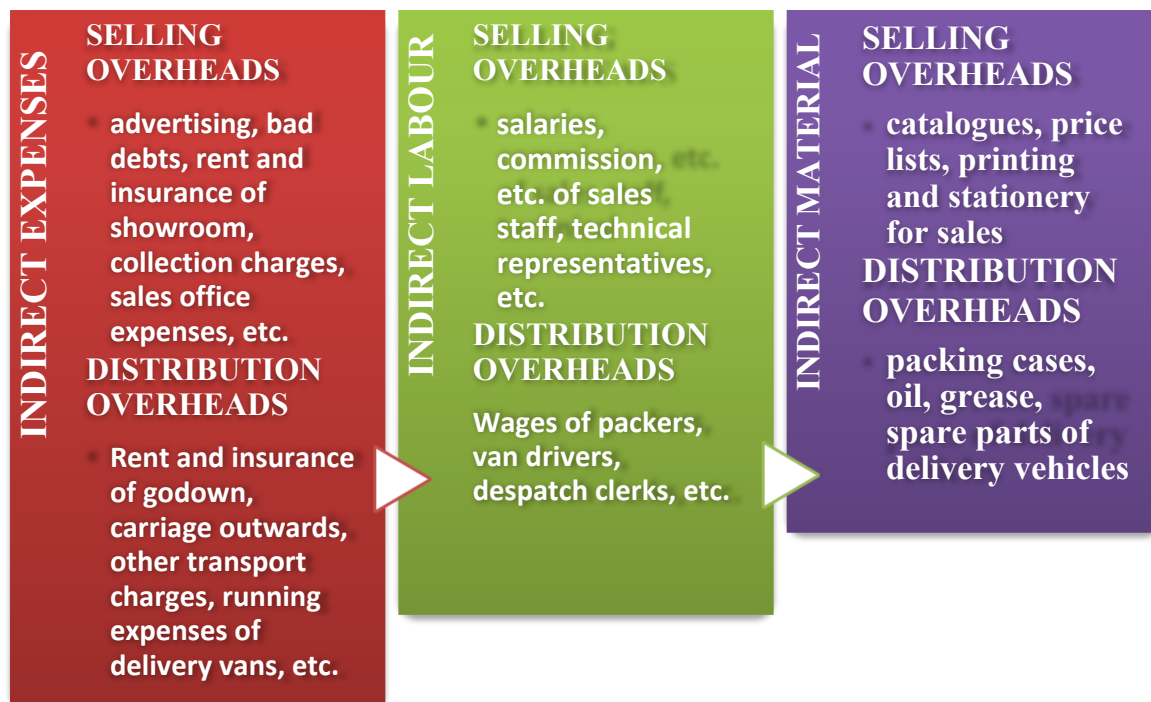 INDIRECT EXPENSES
SELLING
OVERHEADS
• advertising, bad
debts, rent and
insurance of
showroom,
collection charges,
sales office
expenses, etc.
DISTRIBUTION
OVERHEADS
• Rent and insurance
of godown,
carriage outwards,
other transport
charges, running
expenses of
delivery vans, etc.
INDIRECT LABOUR
SELLING
OVERHEADS
• salaries,
commission,
etc. of sales
staff, technical
representatives,
etc.
DISTRIBUTION
OVERHEADS
Wages of packers,
van drivers,
despatch clerks, etc.
INDIRECT MATERIAL
SELLING
OVERHEADS
• catalogues, price
lists, printing
and stationery
for sales
DISTRIBUTION
OVERHEADS
• packing cases,
oil, grease,
spare parts of
delivery vehicles